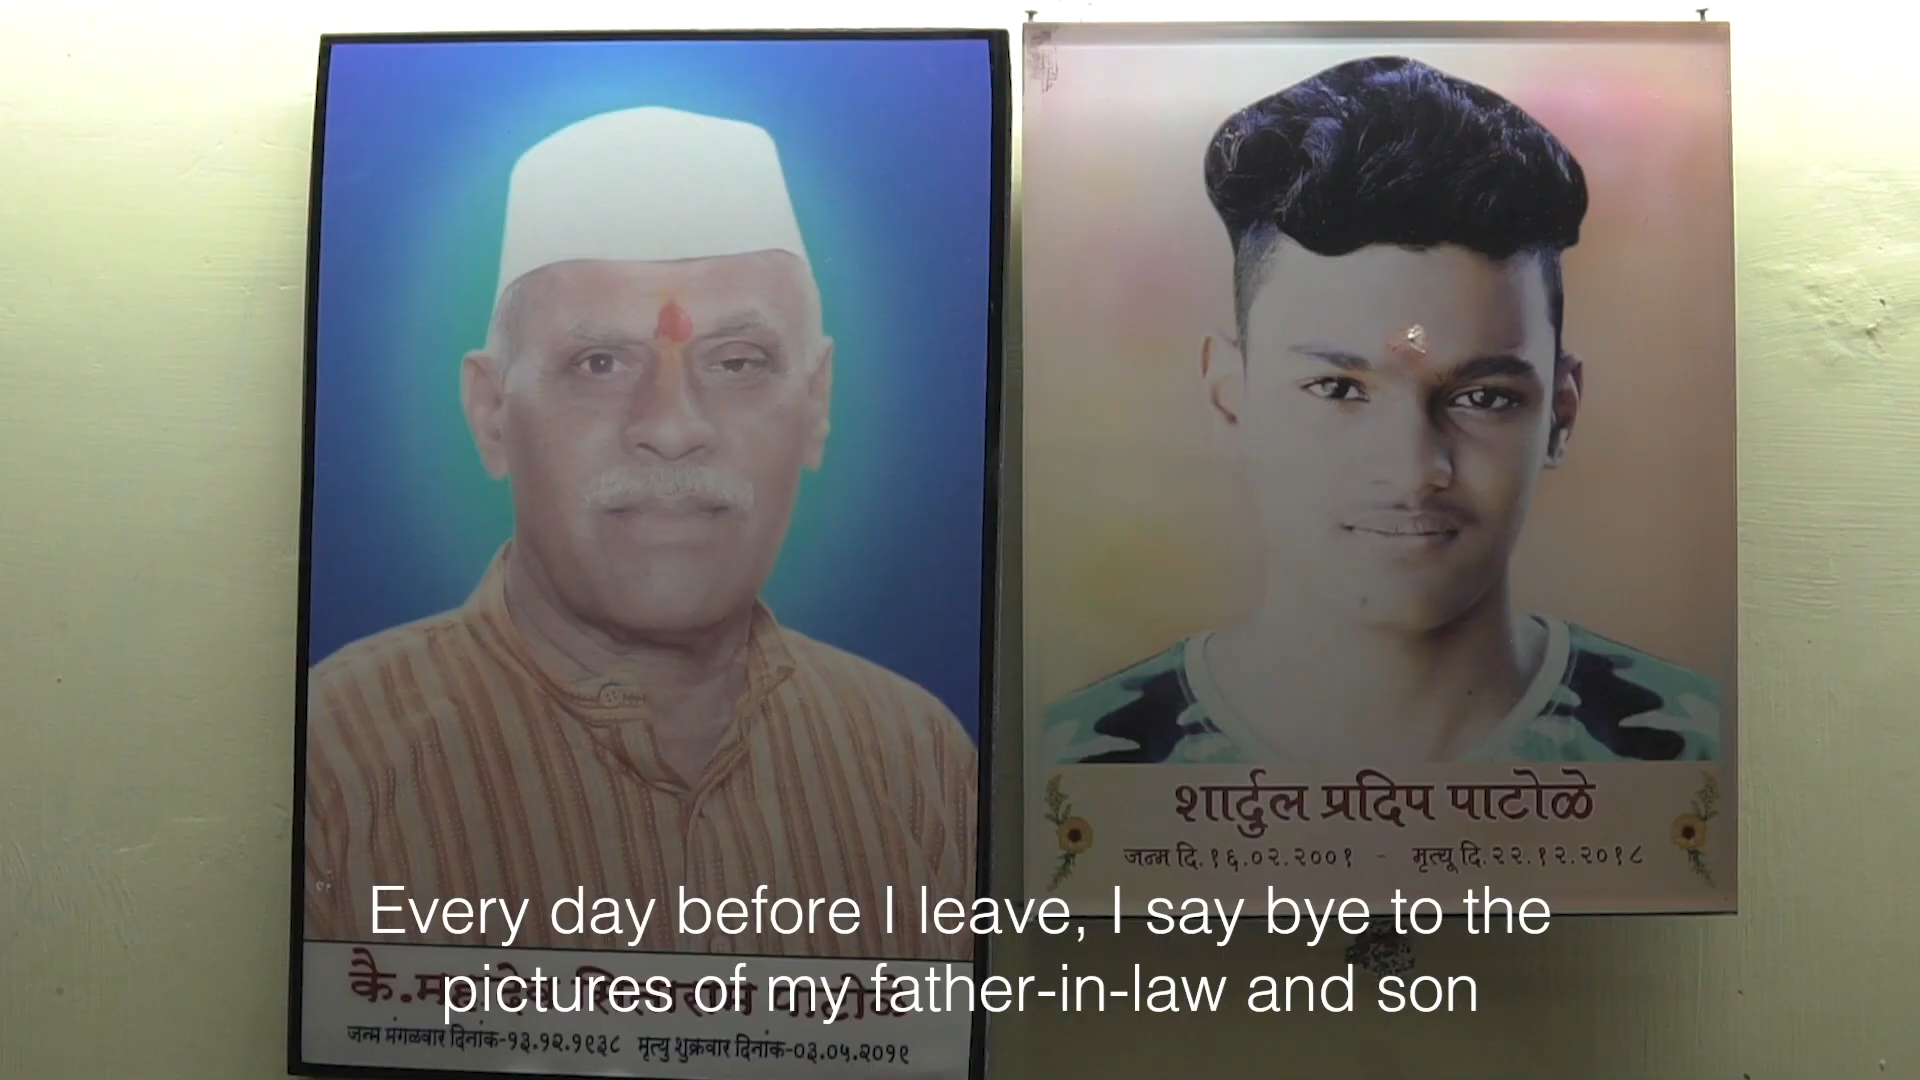 शार्दुल प्रदिप पाटोळे
जन्म दि.१६.०२.२००१ - मृत्यू दि.२२.१२.२०१८
Every day before I leave, I say bye to the
pictures of my father-in-law and son
कै. पाटोळे
जन्म मंगळवार दिनांक-१३.१२.१९३८ मृत्यु शुक्रवार दिनांक-०३.०५.२०१९